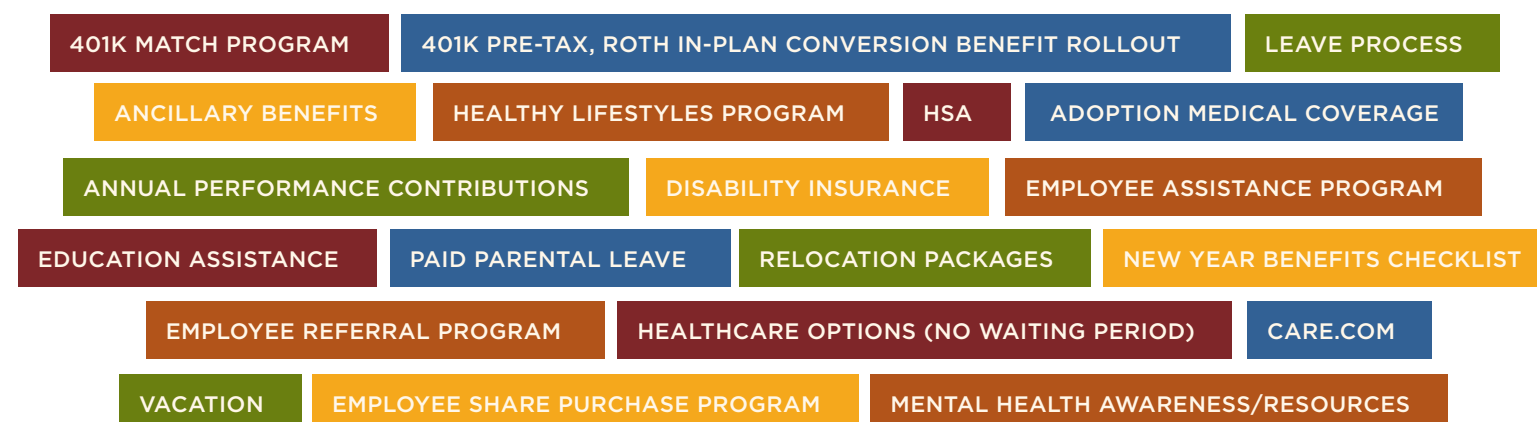 401K MATCH PROGRAM
401K PRE-TAX, ROTH IN-PLAN CONVERSION BENEFIT ROLLOUT
LEAVE PROCESS
ANCILLARY BENEFITS
HEALTHY LIFESTYLES PROGRAM
HSA
ADOPTION MEDICAL COVERAGE
ANNUAL PERFORMANCE CONTRIBUTIONS
DISABILITY INSURANCE
EMPLOYEE ASSISTANCE PROGRAM
EDUCATION ASSISTANCE
PAID PARENTAL LEAVE
RELOCATION PACKAGES
NEW YEAR BENEFITS CHECKLIST
EMPLOYEE REFERRAL PROGRAM
HEALTHCARE OPTIONS (NO WAITING PERIOD)
CARE.COM
VACATION
EMPLOYEE SHARE PURCHASE PROGRAM
MENTAL HEALTH AWARENESS/RESOURCES